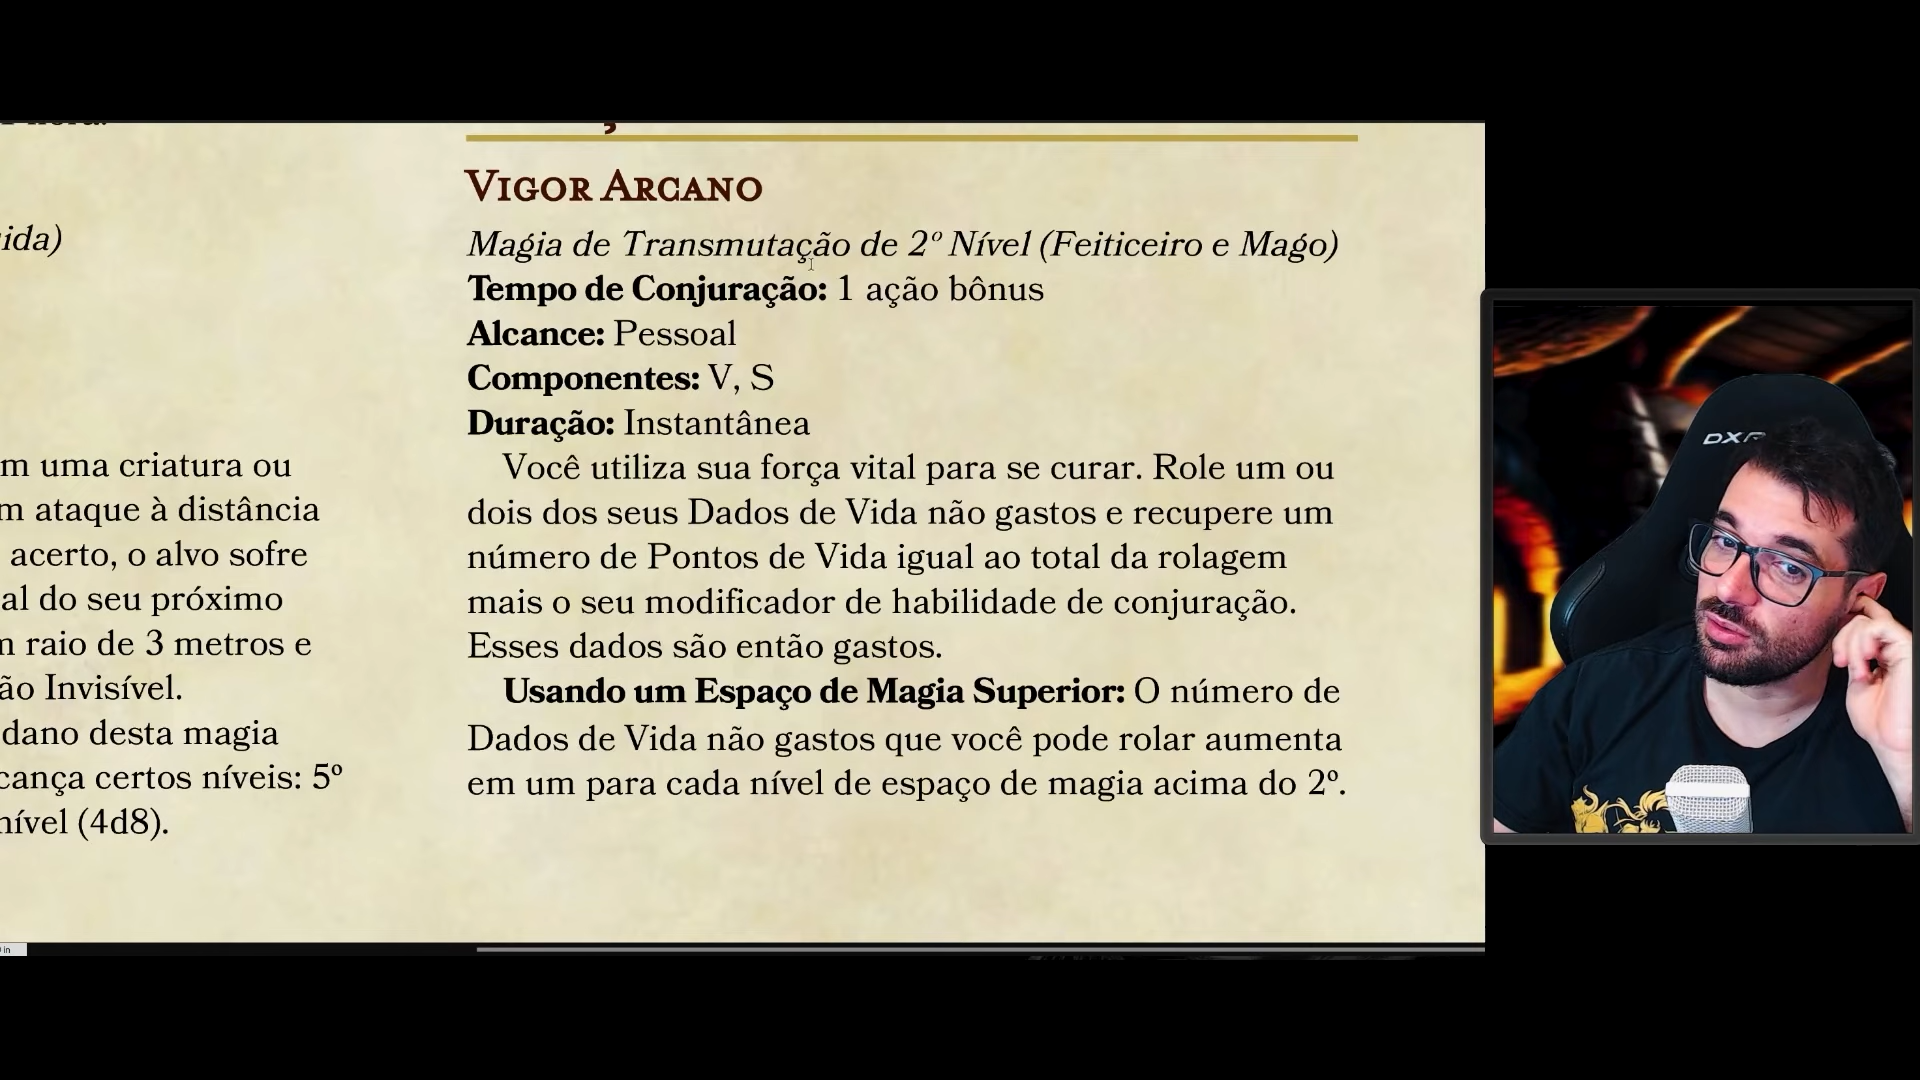 ida)
m uma criatura ou
m ataque à distância
acerto, o alvo sofre
al do seu próximo
m raio de 3 metros e
ão Invisível.
dano desta magia
cança certos níveis: 5º
nível (4d8).
Vigor Arcano
Magia de Transmutação de 2º Nível (Feiticeiro e Mago)
Tempo de Conjuração: 1 ação bônus
Alcance: Pessoal
Componentes: V, S
Duração: Instantânea
Você utiliza sua força vital para se curar. Role um ou
dois dos seus Dados de Vida não gastos e recupere um
número de Pontos de Vida igual ao total da rolagem
mais o seu modificador de habilidade de conjuração.
Esses dados são então gastos.
Usando um Espaço de Magia Superior: O número de
Dados de Vida não gastos que você pode rolar aumenta
em um para cada nível de espaço de magia acima do 2º.
in
DXR